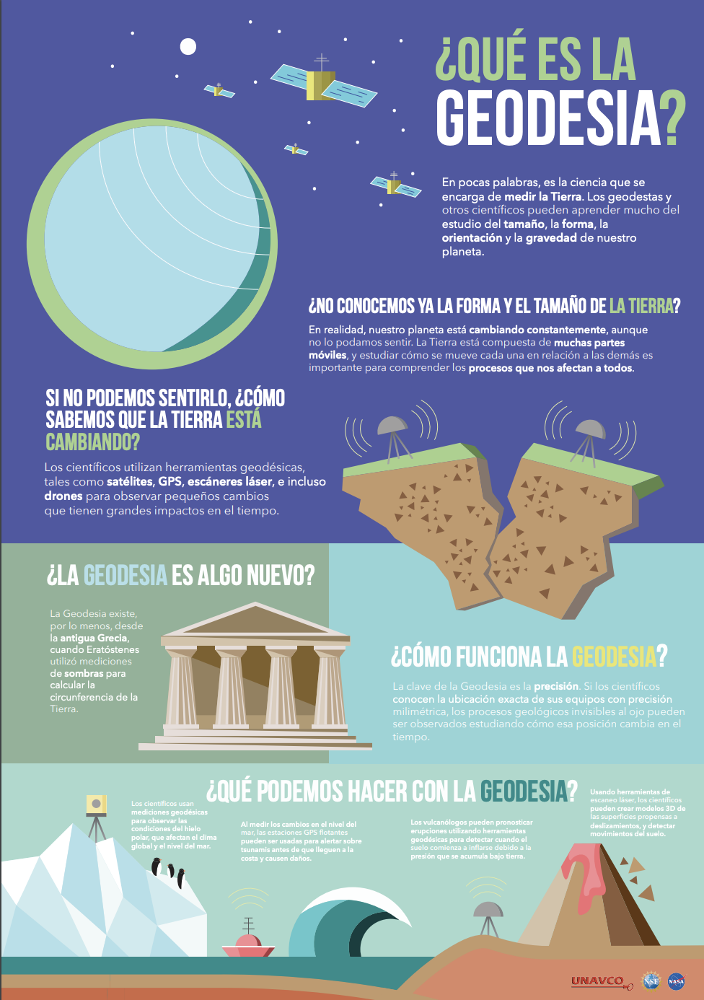 ¿QUÉ ES LA
GEODESIA?
En pocas palabras, es la ciencia que se
encarga de medir la Tierra. Los geodestas y
otros científicos pueden aprender mucho del
estudio del tamaño, la forma, la
orientación y la gravedad de nuestro
planeta.
¿NO CONOCEMOS YA LA FORMA Y EL TAMAÑO DE LA TIERRA?
En realidad, nuestro planeta está cambiando constantemente, aunque
no lo podamos sentir. La Tierra está compuesta de muchas partes
móviles, y estudiar cómo se mueve cada una en relación a las demás es
importante para comprender los procesos que nos afectan a todos.
SI NO PODEMOS SENTIRLO, ¿CÓMO
SABEMOS QUE LA TIERRA ESTÁ
CAMBIANDO?
Los científicos utilizan herramientas geodésicas,
tales como satélites, GPS, escáneres láser, e incluso
drones para observar pequeños cambios
que tienen grandes impactos en el tiempo.
¿LA GEODESIA ES ALGO NUEVO?
La Geodesia existe,
por lo menos, desde
la antigua Grecia,
cuando Eratóstenes
utilizó mediciones
de sombras para
calcular la
circunferencia de la
Tierra.
¿CÓMO FUNCIONA LA GEODESIA?
La clave de la Geodesia es la precisión. Si los científicos
conocen la ubicación exacta de sus equipos con precisión
milimétrica, los procesos geológicos invisibles al ojo pueden
ser observados estudiando cómo esa posición cambia en el
tiempo.
¿QUÉ PODEMOS HACER CON LA GEODESIA?
Los científicos usan
mediciones geodésicas
para observar las
condiciones del hielo
polar, que afectan el clima
global y el nivel del mar.
Al medir los cambios en el nivel del
mar, las estaciones GPS flotantes
pueden ser usadas para alertar sobre
tsunamis antes de que lleguen a la
costa y causen daños.
Los vulcanólogos pueden pronosticar
erupciones utilizando herramientas
geodésicas para detectar cuando el
suelo comienza a inflarse debido a la
presión que se acumula bajo tierra.
Usando herramientas de
escaneo láser, los científicos
pueden crear modelos 3D de
las superficies propensas a
deslizamientos, y detectar
movimientos del suelo.
UNAVCO
NSF
NASA